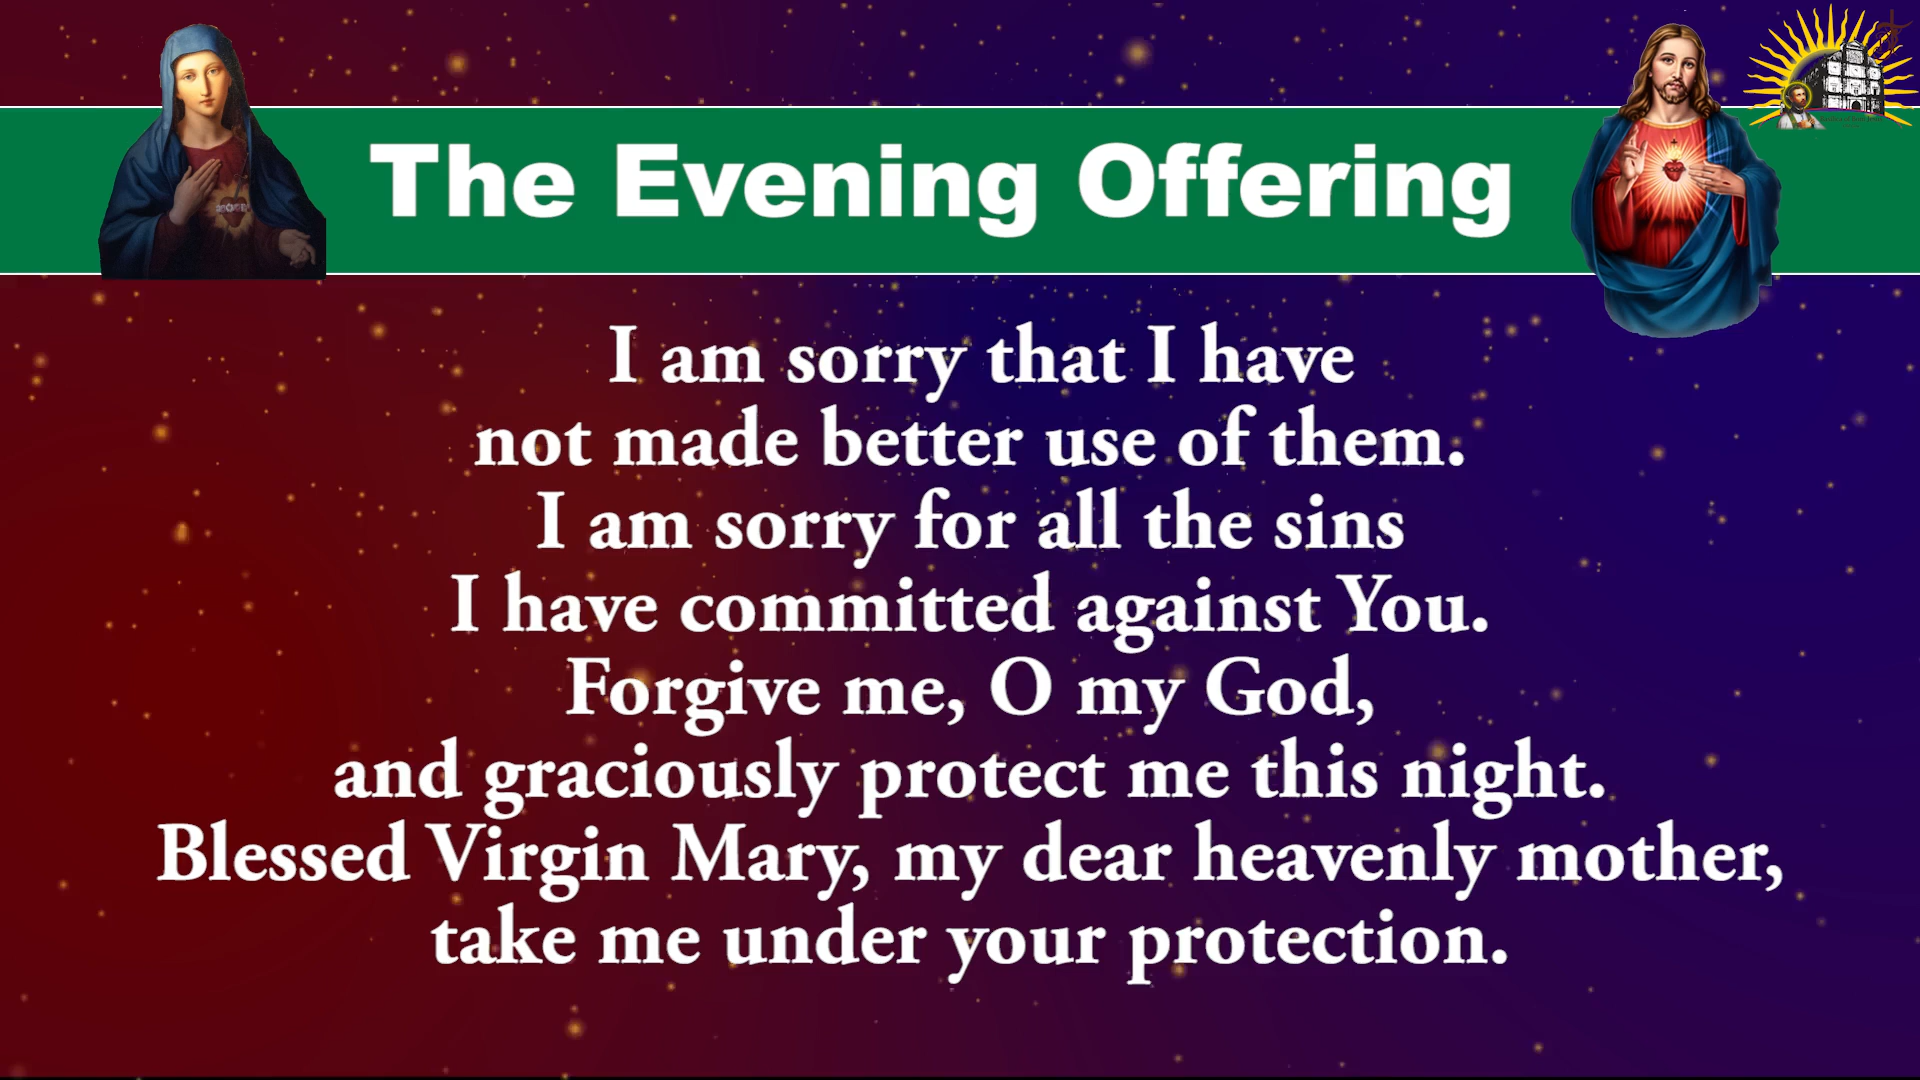 The Evening Offering
I am sorry that I have
not made better use of them.
I am sorry for all the sins
I have committed against You.
Forgive me, O my God,
and graciously protect me this night.
Blessed Virgin Mary, my dear heavenly mother,
take me under your protection.